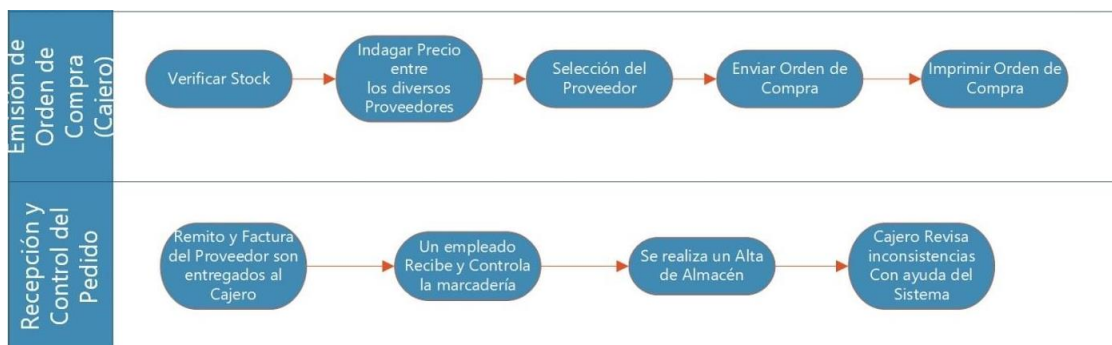 Emisión de
Orden de
Compra
(Cajero)
Verificar Stock
Indagar Precio
entre
los diversos
Proveedores
Selección del
Proveedor
Enviar Orden de
Compra
Imprimir Orden de
Compra
Recepción y
Control del
Pedido
Remito y Factura
del Proveedor son
entregados al
Cajero
Un empleado
Recibe y Controla
la marcadería
Se realiza un Alta
de Almacén
Cajero Revisa
inconsistencias
Con ayuda del
Sistema